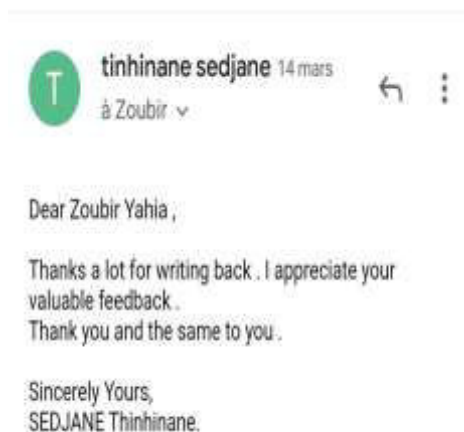 T
tinhinane sedjane 14 mars
à Zoubir
Dear Zoubir Yahia ,
Thanks a lot for writing back . I appreciate your
valuable feedback .
Thank you and the same to you .
Sincerely Yours,
SEDJANE Thinhinane.